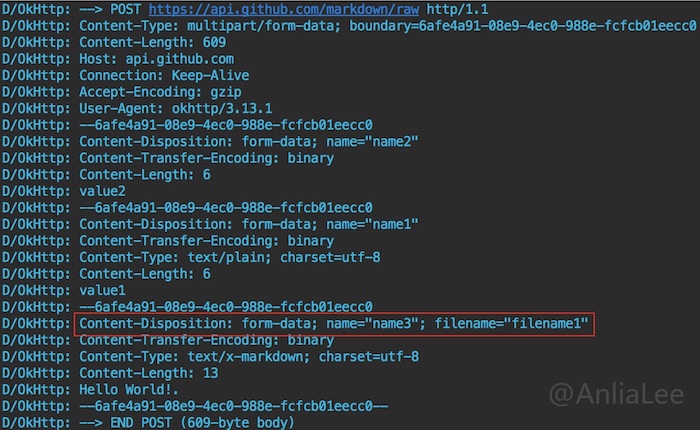 D/OkHttp: --> POST https://api.github.com/markdown/raw http/1.1
D/OkHttp: Content-Type: multipart/form-data; boundary=6afe4a91-08e9-4ec0-988e-fcfcb01eecc0
D/OkHttp: Content-Length: 609
D/OkHttp: Host: api.github.com
D/OkHttp: Connection: Keep-Alive
D/OkHttp: Accept-Encoding: gzip
D/OkHttp: User-Agent: okhttp/3.13.1
D/OkHttp: --6afe4a91-08e9-4ec0-988e-fcfcb01eecc0
D/OkHttp: Content-Disposition: form-data; name="name2"
D/OkHttp: Content-Transfer-Encoding: binary
D/OkHttp: Content-Length: 6
D/OkHttp: value2
D/OkHttp: --6afe4a91-08e9-4ec0-988e-fcfcb01eecc0
D/OkHttp: Content-Disposition: form-data; name="name1"
D/OkHttp: Content-Transfer-Encoding: binary
D/OkHttp: Content-Type: text/plain; charset=utf-8
D/OkHttp: Content-Length: 6
D/OkHttp: value1
D/OkHttp: --6afe4a91-08e9-4ec0-988e-fcfcb01eecc0
D/OkHttp: Content-Disposition: form-data; name="name3"; filename="filename1"
D/OkHttp: Content-Transfer-Encoding: binary
D/OkHttp: Content-Type: text/x-markdown; charset=utf-8
D/OkHttp: Content-Length: 13
D/OkHttp: Hello World!.
D/OkHttp: --6afe4a91-08e9-4ec0-988e-fcfcb01eecc0--
D/OkHttp: --> END POST (609-byte body)
@AnliaLee